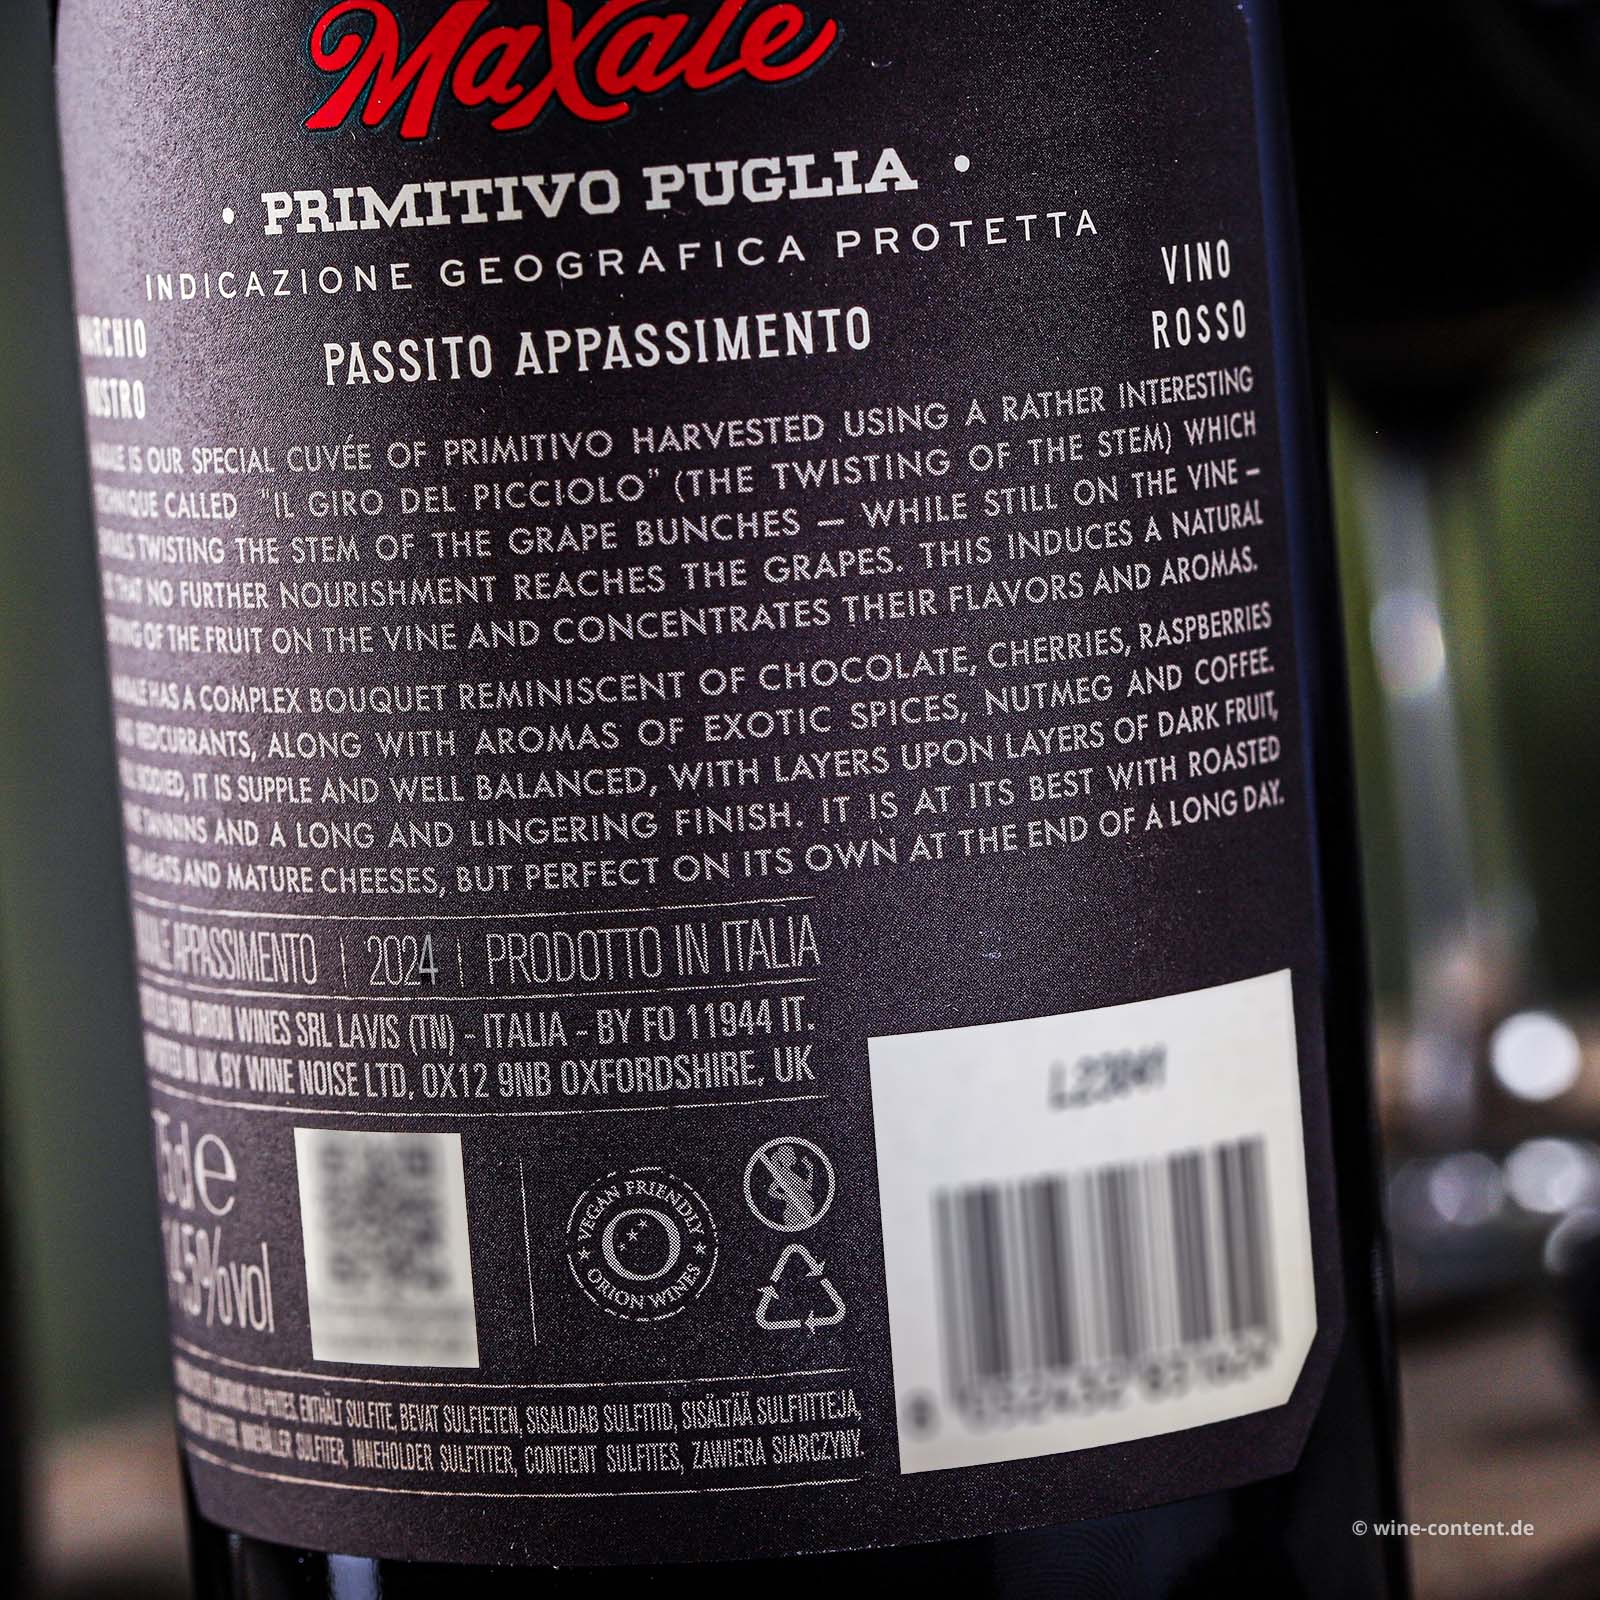 Maxale
• PRIMITIVO PUGLIA •
INDICAZIONE GEOGRAFICA PROTETTA
VINO
ROSSO
PASSITO APPASSIMENTO
IS OUR SPECIAL CUVÉE OF PRIMITIVO HARVESTED USING A RATHER INTERESTING
CALLED "IL GIRO DEL PICCIOLO" (THE TWISTING OF THE STEM) WHICH
TWISTING THE STEM OF THE GRAPE BUNCHES – WHILE STILL ON THE VINE –
THAT NO FURTHER NOURISHMENT REACHES THE GRAPES. THIS INDUCES A NATURAL
OF THE FRUIT ON THE VINE AND CONCENTRATES THEIR FLAVORS AND AROMAS.
HAS A COMPLEX BOUQUET REMINISCENT OF CHOCOLATE, CHERRIES, RASPBERRIES
REDCURRANTS, ALONG WITH AROMAS OF EXOTIC SPICES, NUTMEG AND COFFEE.
BODIED, IT IS SUPPLE AND WELL BALANCED, WITH LAYERS UPON LAYERS OF DARK FRUIT,
TANNINS AND A LONG AND LINGERING FINISH. IT IS AT ITS BEST WITH ROASTED
MEATS AND MATURE CHEESES, BUT PERFECT ON ITS OWN AT THE END OF A LONG DAY.
APPASSIMENTO | 2024 | PRODOTTO IN ITALIA
FOR ORION WINES SRL LAVIS (TN) - ITALIA - BY FO 11944 IT.
IN UK BY WINE NOISE LTD, OX12 9NB OXFORDSHIRE, UK
75cl e
14,5%vol
VEGAN FRIENDLY
ORION WINES
SULPHITES, ENTHÄLT SULFITE, BEVAT SULFIETEN, SISALDAB SULFITID, SISÄLTÄÄ SULFIITTEJA,
INNEHÅLLER SULFITER, INNEHOLDER SULFITTER, CONTIENT SULFITES, ZAWIERA SIARCZYNY.
© wine-content.de